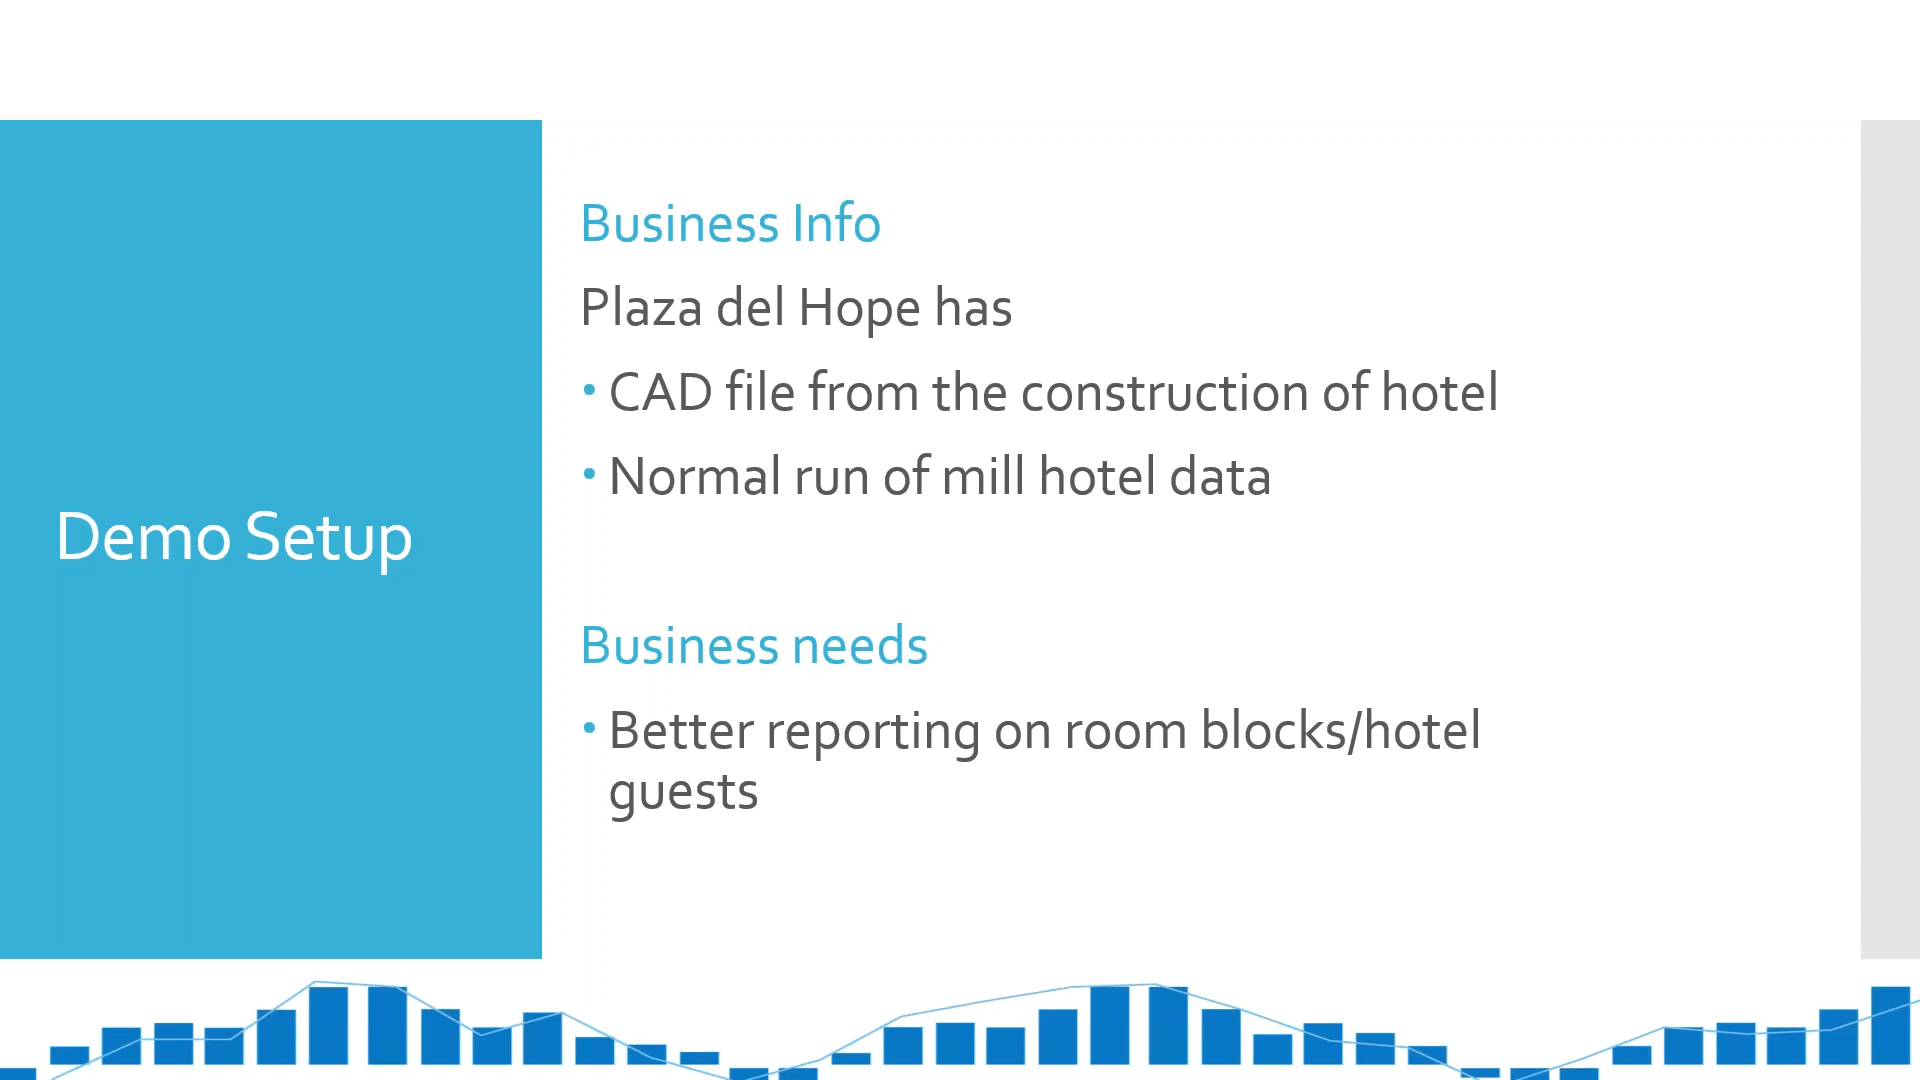 Demo Setup
Business Info
Plaza del Hope has
• CAD file from the construction of hotel
• Normal run of mill hotel data
Business needs
• Better reporting on room blocks/hotel
guests